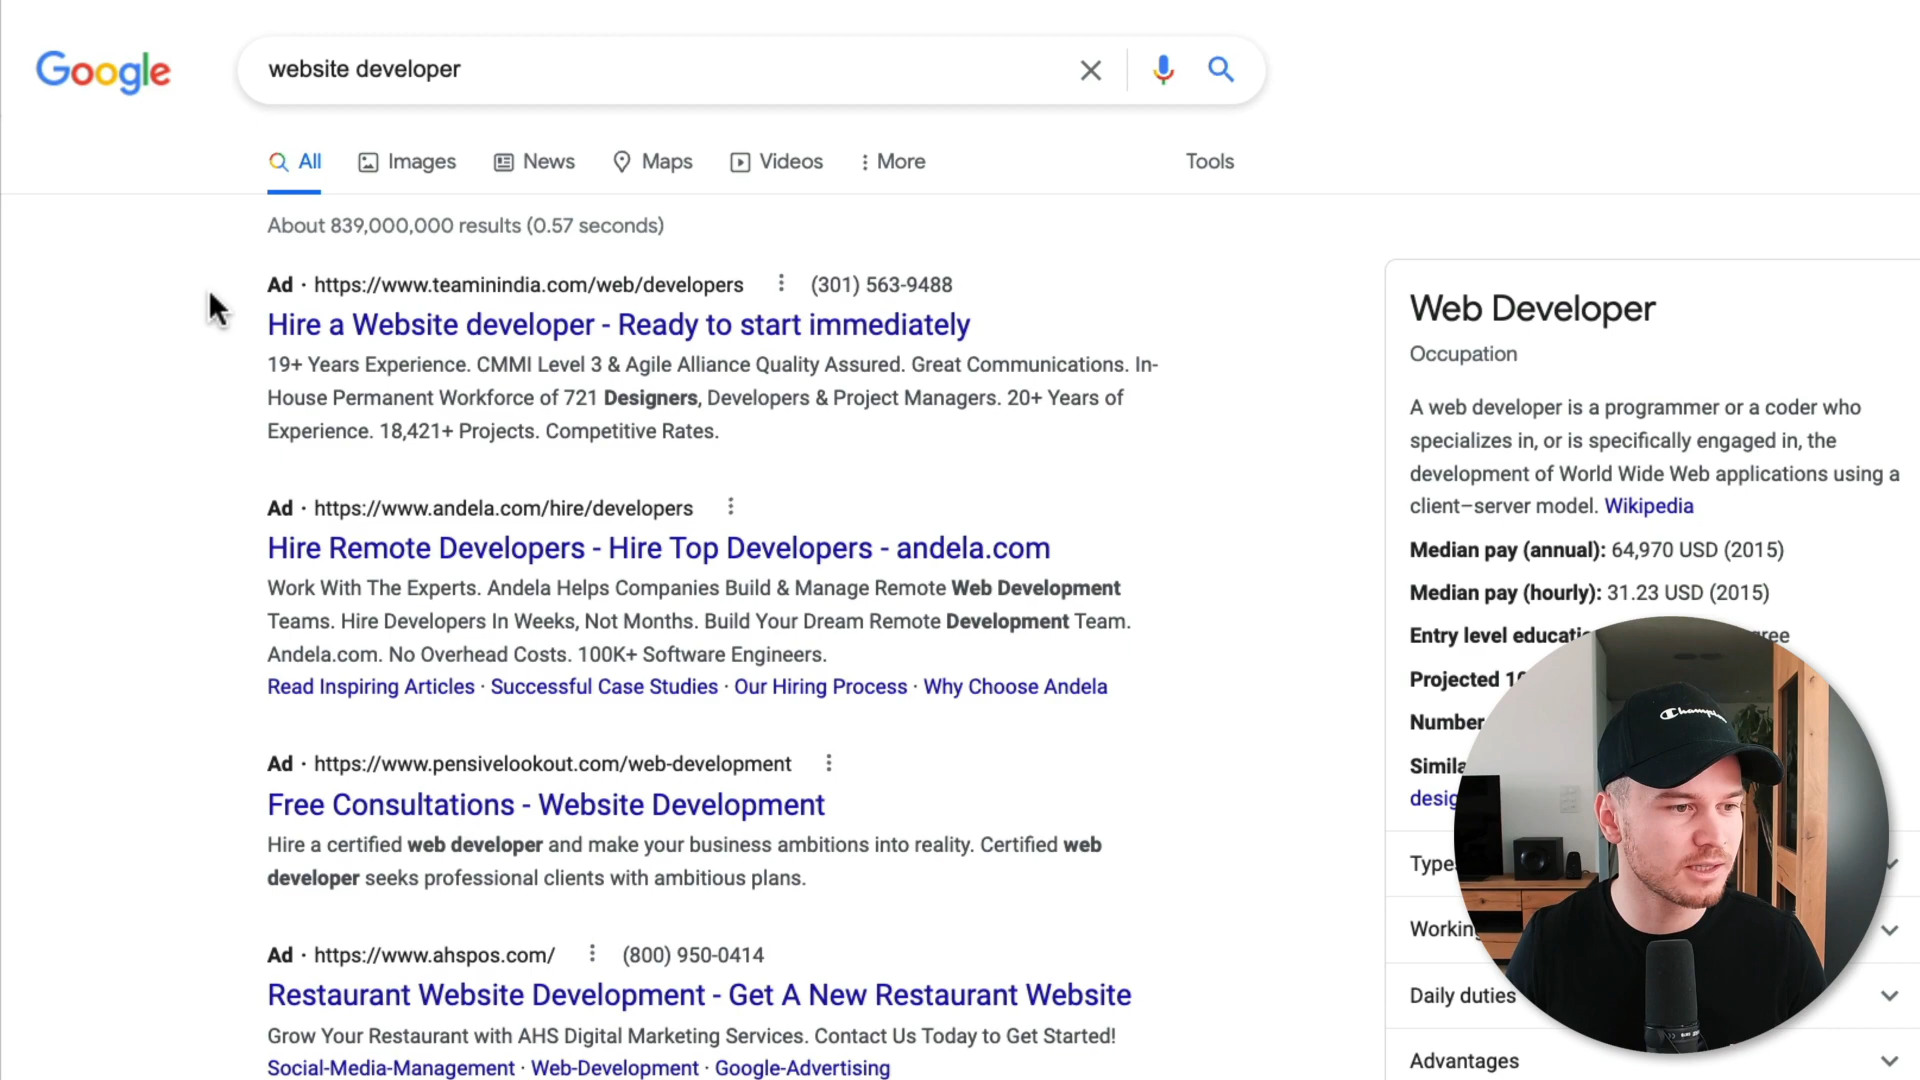 Google
website developer
All
Images
News
Maps
Videos
More
Tools
About 839,000,000 results (0.57 seconds)
Ad · https://www.teaminindia.com/web/developers (301) 563-9488
Hire a Website developer - Ready to start immediately
19+ Years Experience. CMMI Level 3 & Agile Alliance Quality Assured. Great Communications. In-
House Permanent Workforce of 721 Designers, Developers & Project Managers. 20+ Years of
Experience. 18,421+ Projects. Competitive Rates.
Ad · https://www.andela.com/hire/developers
Hire Remote Developers - Hire Top Developers - andela.com
Work With The Experts. Andela Helps Companies Build & Manage Remote Web Development
Teams. Hire Developers In Weeks, Not Months. Build Your Dream Remote Development Team.
Andela.com. No Overhead Costs. 100K+ Software Engineers.
Read Inspiring Articles · Successful Case Studies · Our Hiring Process · Why Choose Andela
Ad · https://www.pensivelookout.com/web-development
Free Consultations - Website Development
Hire a certified web developer and make your business ambitions into reality. Certified web
developer seeks professional clients with ambitious plans.
Ad · https://www.ahspos.com/ (800) 950-0414
Restaurant Website Development - Get A New Restaurant Website
Grow Your Restaurant with AHS Digital Marketing Services. Contact Us Today to Get Started!
Social-Media-Management · Web-Development · Google-Advertising
Web Developer
Occupation
A web developer is a programmer or a coder who
specializes in, or is specifically engaged in, the
development of World Wide Web applications using a
client–server model. Wikipedia
Median pay (annual): 64,970 USD (2015)
Median pay (hourly): 31.23 USD (2015)
Entry level
Projected
Number
Daily duties
Advantages